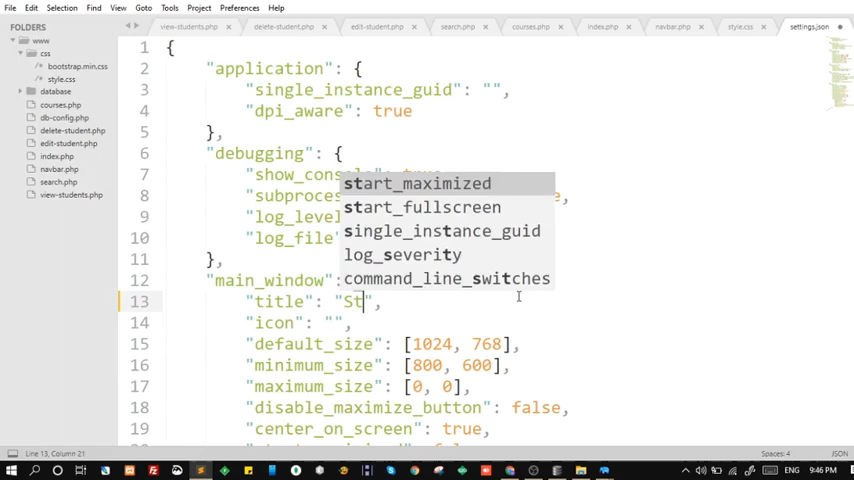 File Edit Selection Find View Goto Tools Project Preferences Help
FOLDERS
www
css
bootstrap.min.css
style.css
database
courses.php
db-config.php
delete-student.php
edit-student.php
index.php
navbar.php
search.php
view-students.php
view-students.php delete-student.php edit-student.php search.php courses.php index.php navbar.php style.css settings.json
1 {
2 "application": {
3 "single_instance_guid": "",
4 "dpi_aware": true
5 },
6 "debugging": {
7 "show_console
8 "subproces e,
9 "log_level
10 "log_file"
11 },
12 "main_window":
13 "title": "St",
14 "icon": "",
15 "default_size": [1024, 768],
16 "minimum_size": [800, 600],
17 "maximum_size": [0, 0],
18 "disable_maximize_button": false,
19 "center_on_screen": true,
start_maximized
start_fullscreen
single_instance_guid
log_severity
command_line_switches
Line 13, Column 21 Spaces: 4 JSON
ENG 9:46 PM